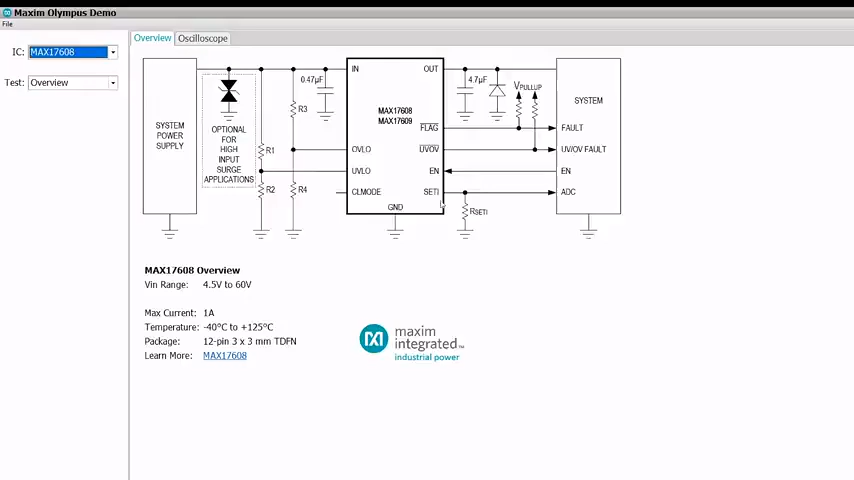 Maxim Olympus Demo
File
IC: MAX17608
Test: Overview
Overview Oscilloscope
SYSTEM
POWER
SUPPLY
OPTIONAL
FOR
HIGH
INPUT
SURGE
APPLICATIONS
R1
R2
R3
R4
0.47µF
IN
OVLO
UVLO
CLMODE
MAX17608
MAX17609
GND
OUT
FLAG
UVOV
EN
SETI
4.7µF
VPULLUP
RSETI
SYSTEM
FAULT
UV/OV FAULT
EN
ADC
MAX17608 Overview
Vin Range: 4.5V to 60V
Max Current: 1A
Temperature: -40°C to +125°C
Package: 12-pin 3 x 3 mm TDFN
Learn More: MAX17608
maxim
integrated™
industrial power